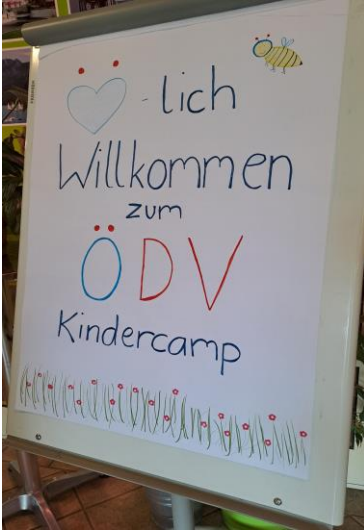 ♡̈-lich
Willkommen
zum
ÖDV
Kindercamp